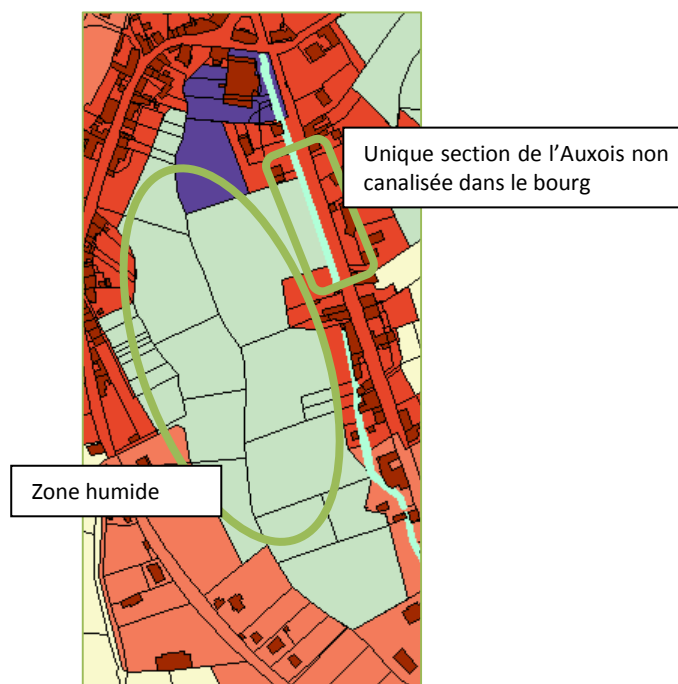 Unique section de l’Auxois non
canalisée dans le bourg
Zone humide